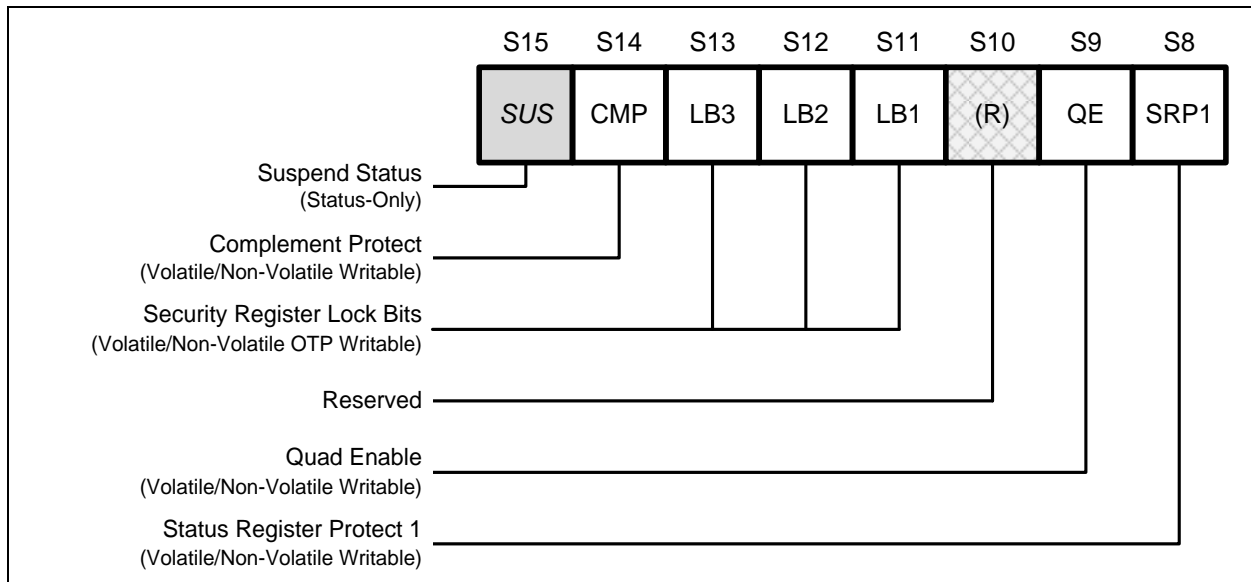 S15 S14 S13 S12 S11 S10 S9 S8
SUS CMP LB3 LB2 LB1 (R) QE SRP1
Suspend Status
(Status-Only)
Complement Protect
(Volatile/Non-Volatile Writable)
Security Register Lock Bits
(Volatile/Non-Volatile OTP Writable)
Reserved
Quad Enable
(Volatile/Non-Volatile Writable)
Status Register Protect 1
(Volatile/Non-Volatile Writable)